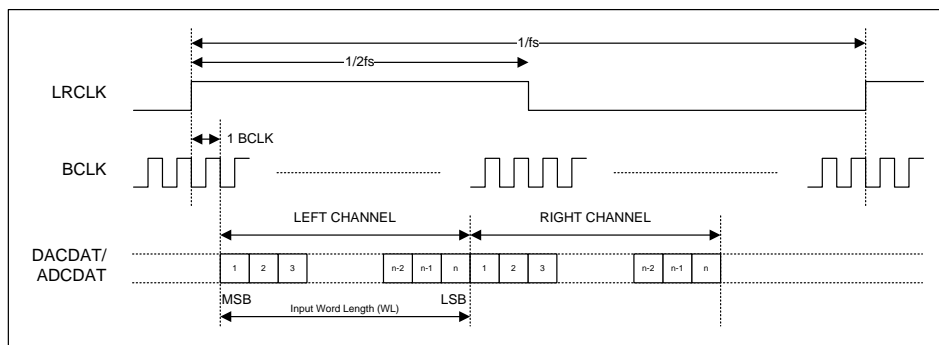 1/fs
1/2fs
LRCLK
1 BCLK
BCLK
LEFT CHANNEL
RIGHT CHANNEL
DACDAT/
ADCDAT
1 2 3 n-2 n-1 n 1 2 3 n-2 n-1 n
MSB LSB
Input Word Length (WL)